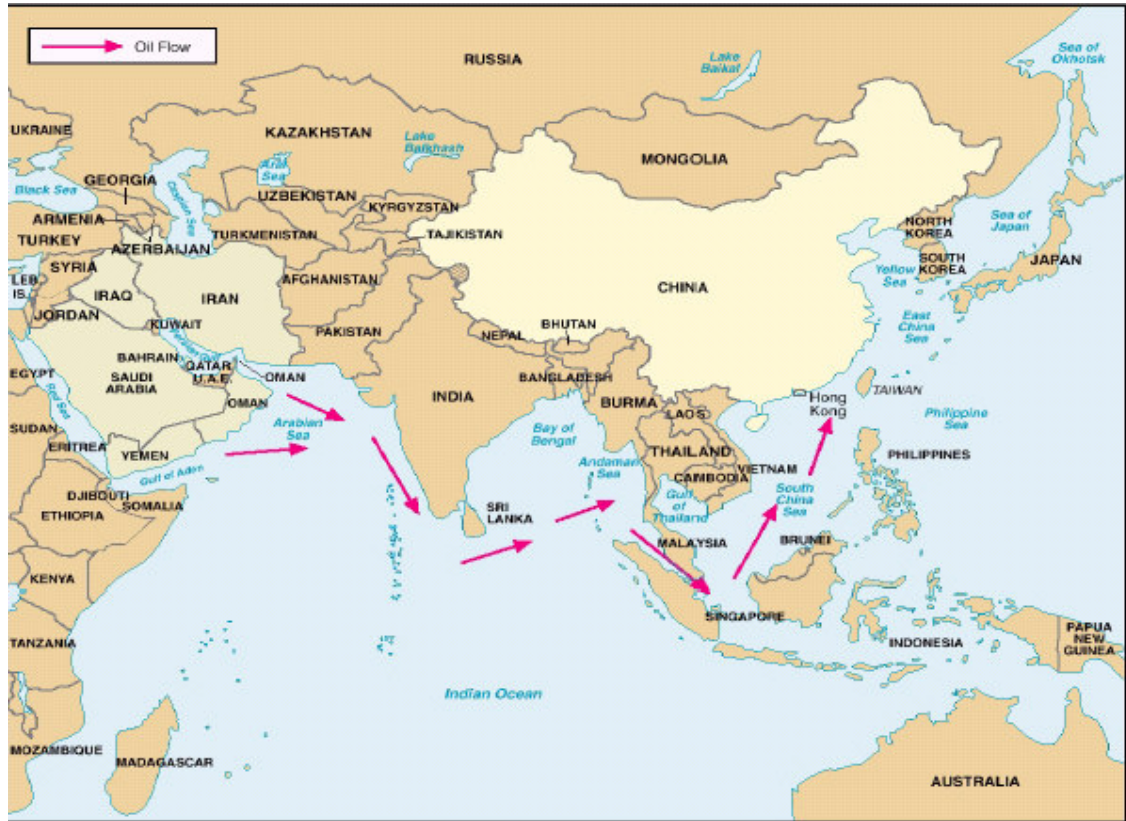 Oil Flow
RUSSIA
Lake
Baikal
Sea of
Okhotsk
UKRAINE
KAZAKHSTAN
Lake
Balkhash
MONGOLIA
Aral
Sea
Black Sea
GEORGIA
Caspian Sea
UZBEKISTAN
KYRGYZSTAN
ARMENIA
TURKEY
AZERBAIJAN
TURKMENISTAN
TAJIKISTAN
NORTH
KOREA
Sea of
Japan
SYRIA
LEB.
IS.
IRAQ
IRAN
AFGHANISTAN
CHINA
SOUTH
KOREA
JAPAN
Yellow
Sea
JORDAN
KUWAIT
Persian Gulf
PAKISTAN
NEPAL
BHUTAN
East
China
Sea
BAHRAIN
QATAR
U.A.E.
OMAN
EGYPT
SAUDI
ARABIA
Red Sea
OMAN
INDIA
BANGLADESH
BURMA
LAOS
Hong
Kong
TAIWAN
Arabian
Sea
SUDAN
ERITREA
YEMEN
Gulf of Aden
Bay of
Bengal
Philippine
Sea
THAILAND
VIETNAM
CAMBODIA
PHILIPPINES
Andaman
Sea
DJIBOUTI
SOMALIA
ETHIOPIA
SRI
LANKA
Gulf
of
Thailand
South
China
Sea
MALAYSIA
BRUNEI
KENYA
SINGAPORE
INDONESIA
PAPUA
NEW
GUINEA
TANZANIA
Indian Ocean
MOZAMBIQUE
MADAGASCAR
AUSTRALIA